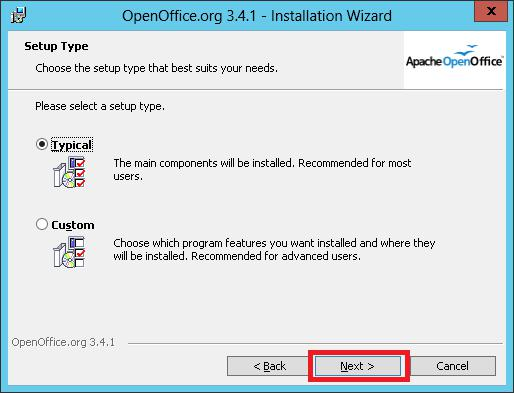 OpenOffice.org 3.4.1 - Installation Wizard
x
Setup Type
Choose the setup type that best suits your needs.
Apache OpenOffice™
Please select a setup type.
Typical
The main components will be installed. Recommended for most
users.
Custom
Choose which program features you want installed and where they
will be installed. Recommended for advanced users.
OpenOffice.org 3.4.1
< Back
Next >
Cancel